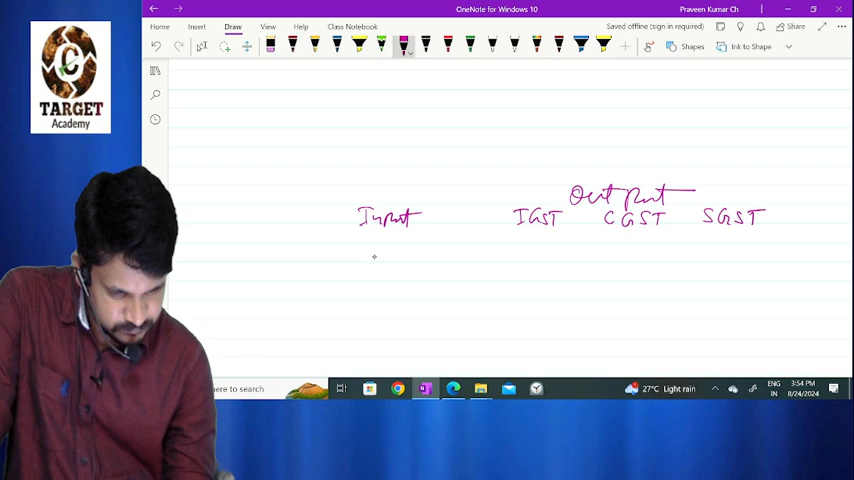 Praveen Kumar Ch
OneNote for Windows 10
Home Insert Draw View Help Class Notebook
Saved offline (sign in required)
Share
Shapes
Ink to Shape
C
TARGET
Academy
Output
Input IGST CGST SGST
here to search
27°C Light rain
ENG
IN
3:54 PM
8/24/2024